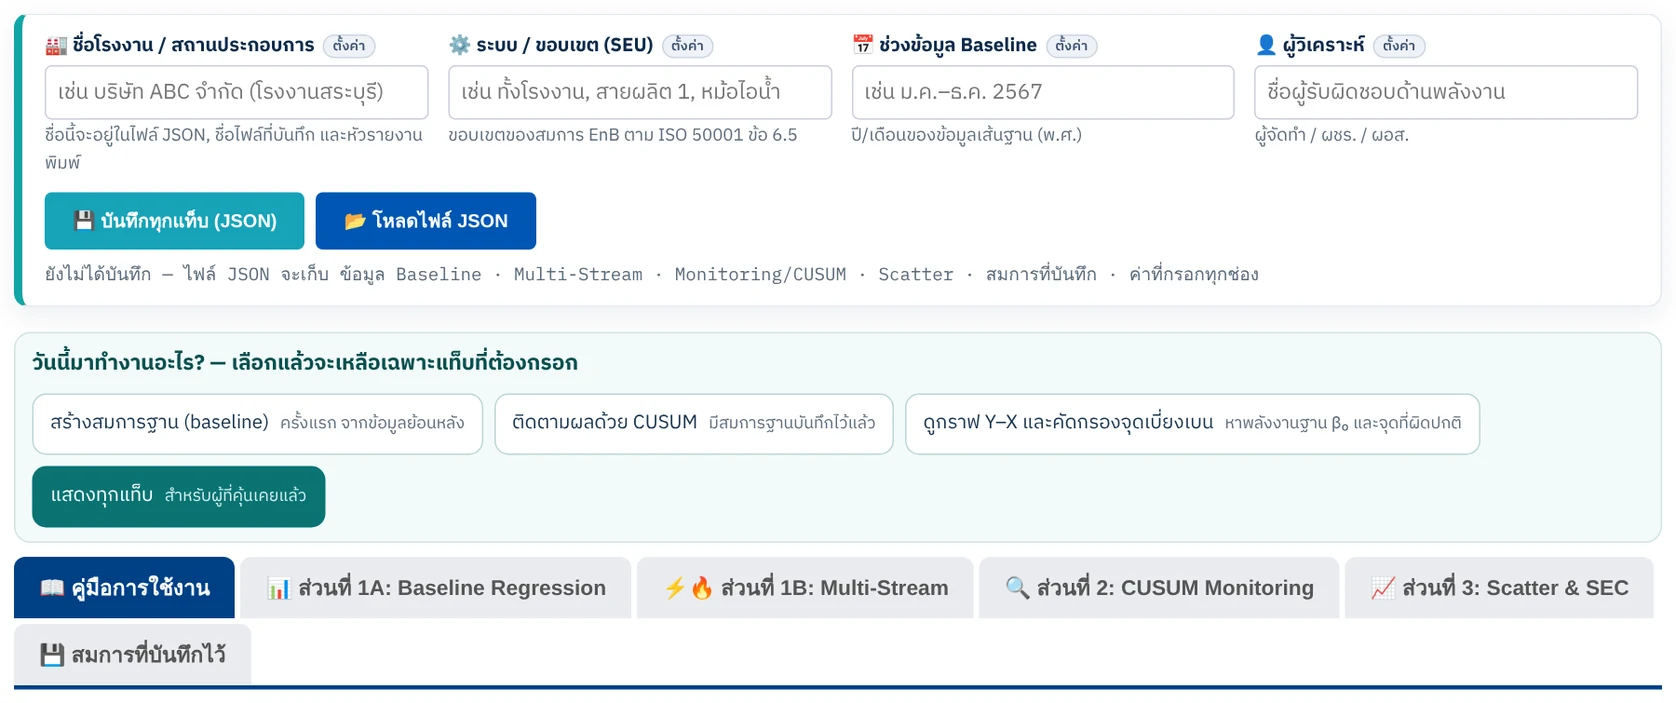 🏭 ชื่อโรงงาน / สถานประกอบการ ตั้งค่า
⚙️ ระบบ / ขอบเขต (SEU) ตั้งค่า
📅 ช่วงข้อมูล Baseline ตั้งค่า
👤 ผู้วิเคราะห์ ตั้งค่า
เช่น บริษัท ABC จำกัด (โรงงานสระบุรี)
เช่น ทั้งโรงงาน, สายผลิต 1, หม้อไอน้ำ
เช่น ม.ค.–ธ.ค. 2567
ชื่อผู้รับผิดชอบด้านพลังงาน
ชื่อนี้จะอยู่ในไฟล์ JSON, ชื่อไฟล์ที่บันทึก และหัวรายงาน
พิมพ์
ขอบเขตของสมการ EnB ตาม ISO 50001 ข้อ 6.5
ปี/เดือนของข้อมูลเส้นฐาน (พ.ศ.)
ผู้จัดทำ / ผชร. / ผอส.
💾 บันทึกทุกแท็บ (JSON)
📂 โหลดไฟล์ JSON
ยังไม่ได้บันทึก — ไฟล์ JSON จะเก็บ ข้อมูล Baseline · Multi-Stream · Monitoring/CUSUM · Scatter · สมการที่บันทึก · ค่าที่กรอกทุกช่อง
วันนี้มาทำงานอะไร? — เลือกแล้วจะเหลือเฉพาะแท็บที่ต้องกรอก
สร้างสมการฐาน (baseline) ครั้งแรก จากข้อมูลย้อนหลัง
ติดตามผลด้วย CUSUM มีสมการฐานบันทึกไว้แล้ว
ดูกราฟ Y–X และคัดกรองจุดเบี่ยงเบน หาพลังงานฐาน β₀ และจุดที่ผิดปกติ
แสดงทุกแท็บ สำหรับผู้ที่คุ้นเคยแล้ว
📖 คู่มือการใช้งาน
📊 ส่วนที่ 1A: Baseline Regression
⚡🔥 ส่วนที่ 1B: Multi-Stream
🔍 ส่วนที่ 2: CUSUM Monitoring
📈 ส่วนที่ 3: Scatter & SEC
💾 สมการที่บันทึกไว้